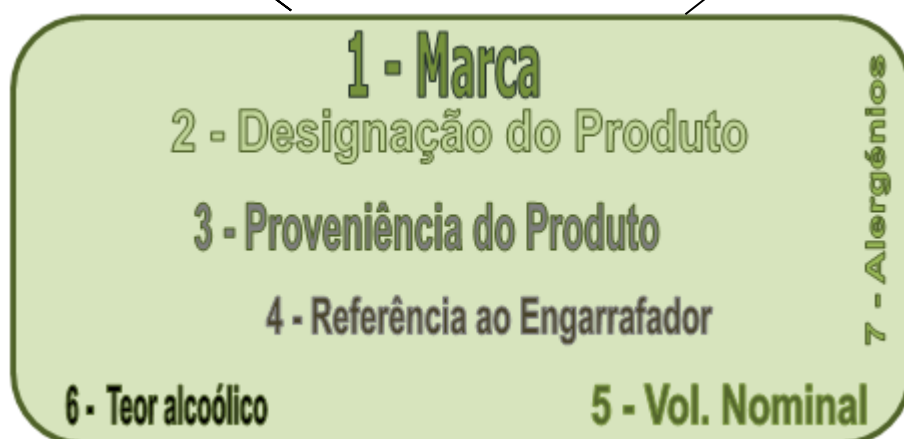 1 - Marca
2 - Designação do Produto
3 - Proveniência do Produto
4 - Referência ao Engarrafador
5 - Vol. Nominal
6 - Teor alcoólico
7 - Alergénios